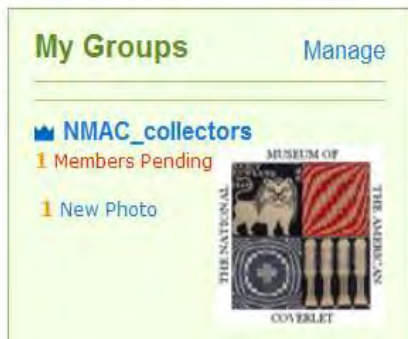 My Groups Manage
NMAC_collectors
1 Members Pending
1 New Photo
MUSEUM OF
THE NATIONAL
THE AMERICAN
COVERLET